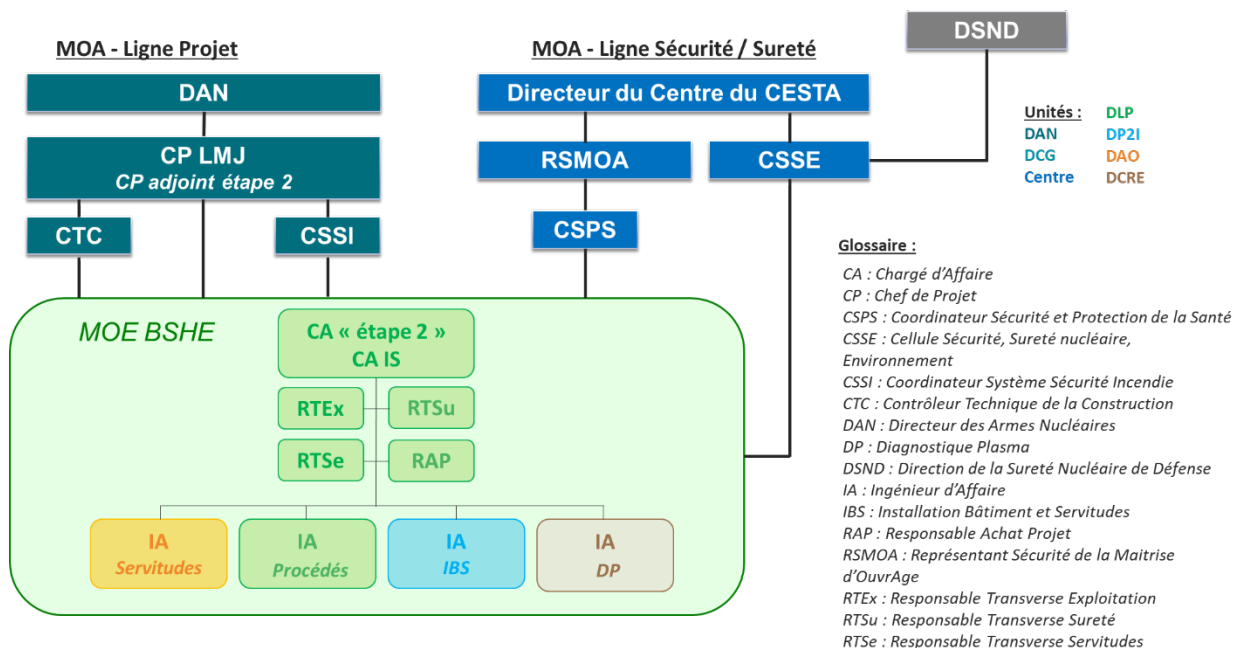 DSND
MOA - Ligne Projet
MOA - Ligne Sécurité / Sureté
DAN
Directeur du Centre du CESTA
CP LMJ
CP adjoint étape 2
RSMOA
CSSE
CTC
CSSI
CSPS
MOE BSHE
CA « étape 2 »
CA IS
RTEx
RTSu
RTSe
RAP
IA
Servitudes
IA
Procédés
IA
IBS
IA
DP
Unités :
DLP
DAN
DP2I
DCG
DAO
Centre
DCRE
Glossaire :
CA : Chargé d’Affaire
CP : Chef de Projet
CSPS : Coordinateur Sécurité et Protection de la Santé
CSSE : Cellule Sécurité, Sureté nucléaire,
Environnement
CSSI : Coordinateur Système Sécurité Incendie
CTC : Contrôleur Technique de la Construction
DAN : Directeur des Armes Nucléaires
DP : Diagnostique Plasma
DSND : Direction de la Sureté Nucléaire de Défense
IA : Ingénieur d’Affaire
IBS : Installation Bâtiment et Servitudes
RAP : Responsable Achat Projet
RSMOA : Représentant Sécurité de la Maitrise
d’OuvrAge
RTEx : Responsable Transverse Exploitation
RTSu : Responsable Transverse Sureté
RTSe : Responsable Transverse Servitudes